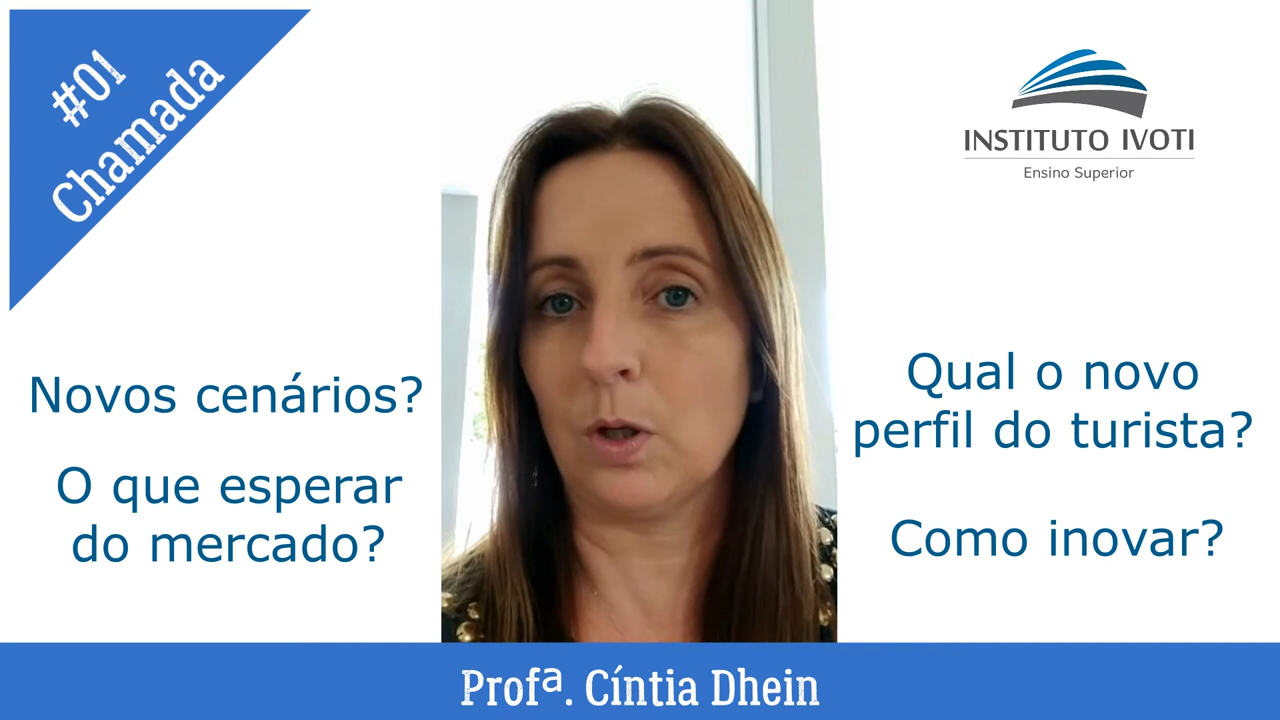 #01
Chamada
INSTITUTO IVOTI
Ensino Superior
Novos cenários?
O que esperar
do mercado?
Qual o novo
perfil do turista?
Como inovar?
Profª. Cíntia Dhein